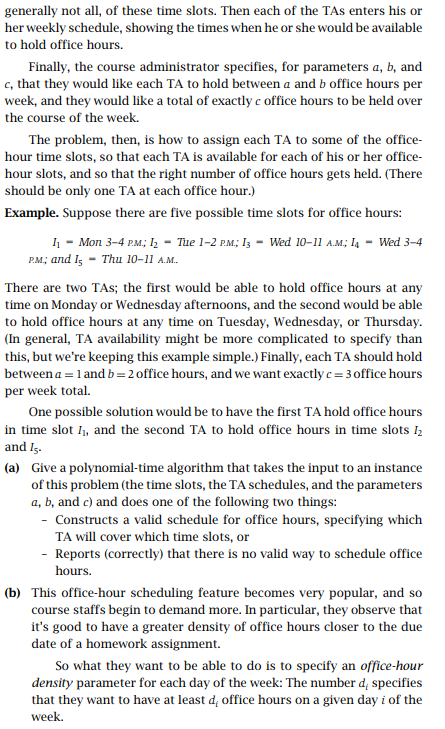 generally not all, of these time slots. Then each of the TAs enters his or
her weekly schedule, showing the times when he or she would be available
to hold office hours.
Finally, the course administrator specifies, for parameters a, b, and
c, that they would like each TA to hold between a and b office hours per
week, and they would like a total of exactly c office hours to be held over
the course of the week.
The problem, then, is how to assign each TA to some of the office-
hour time slots, so that each TA is available for each of his or her office-
hour slots, and so that the right number of office hours gets held. (There
should be only one TA at each office hour.)
Example. Suppose there are five possible time slots for office hours:
I₁ = Mon 3–4 P.M.; I₂ = Tue 1–2 P.M.; I₃ = Wed 10–11 A.M.; I₄ = Wed 3–4
P.M.; and I₅ = Thu 10–11 A.M..
There are two TAs; the first would be able to hold office hours at any
time on Monday or Wednesday afternoons, and the second would be able
to hold office hours at any time on Tuesday, Wednesday, or Thursday.
(In general, TA availability might be more complicated to specify than
this, but we're keeping this example simple.) Finally, each TA should hold
between a = 1 and b = 2 office hours, and we want exactly c = 3 office hours
per week total.
One possible solution would be to have the first TA hold office hours
in time slot I₁, and the second TA to hold office hours in time slots I₂
and I₅.
(a) Give a polynomial-time algorithm that takes the input to an instance
of this problem (the time slots, the TA schedules, and the parameters
a, b, and c) and does one of the following two things:
– Constructs a valid schedule for office hours, specifying which
TA will cover which time slots, or
– Reports (correctly) that there is no valid way to schedule office
hours.
(b) This office-hour scheduling feature becomes very popular, and so
course staffs begin to demand more. In particular, they observe that
it's good to have a greater density of office hours closer to the due
date of a homework assignment.
So what they want to be able to do is to specify an office-hour
density parameter for each day of the week: The number dᵢ specifies
that they want to have at least dᵢ office hours on a given day i of the
week.